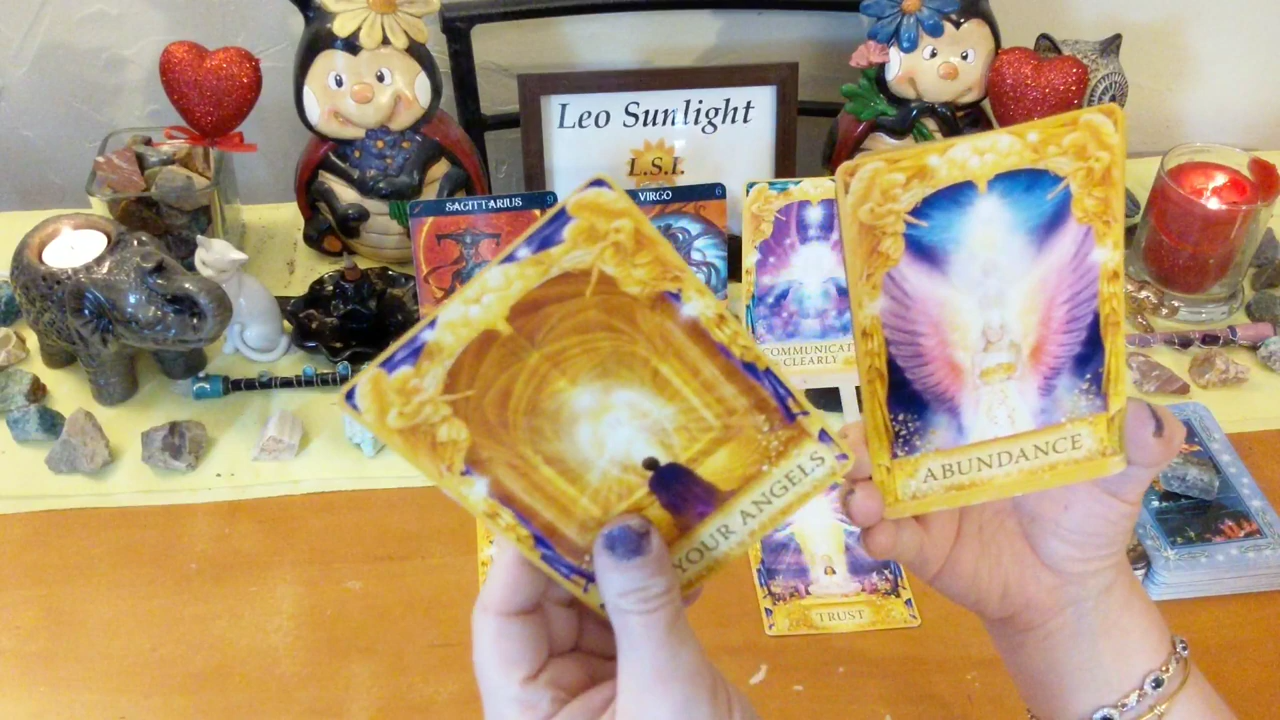 Leo Sunlight
L.S.I.
SAGITTARIUS 9
VIRGO 6
COMMUNICATE
CLEARLY
ABUNDANCE
YOUR ANGELS
TRUST